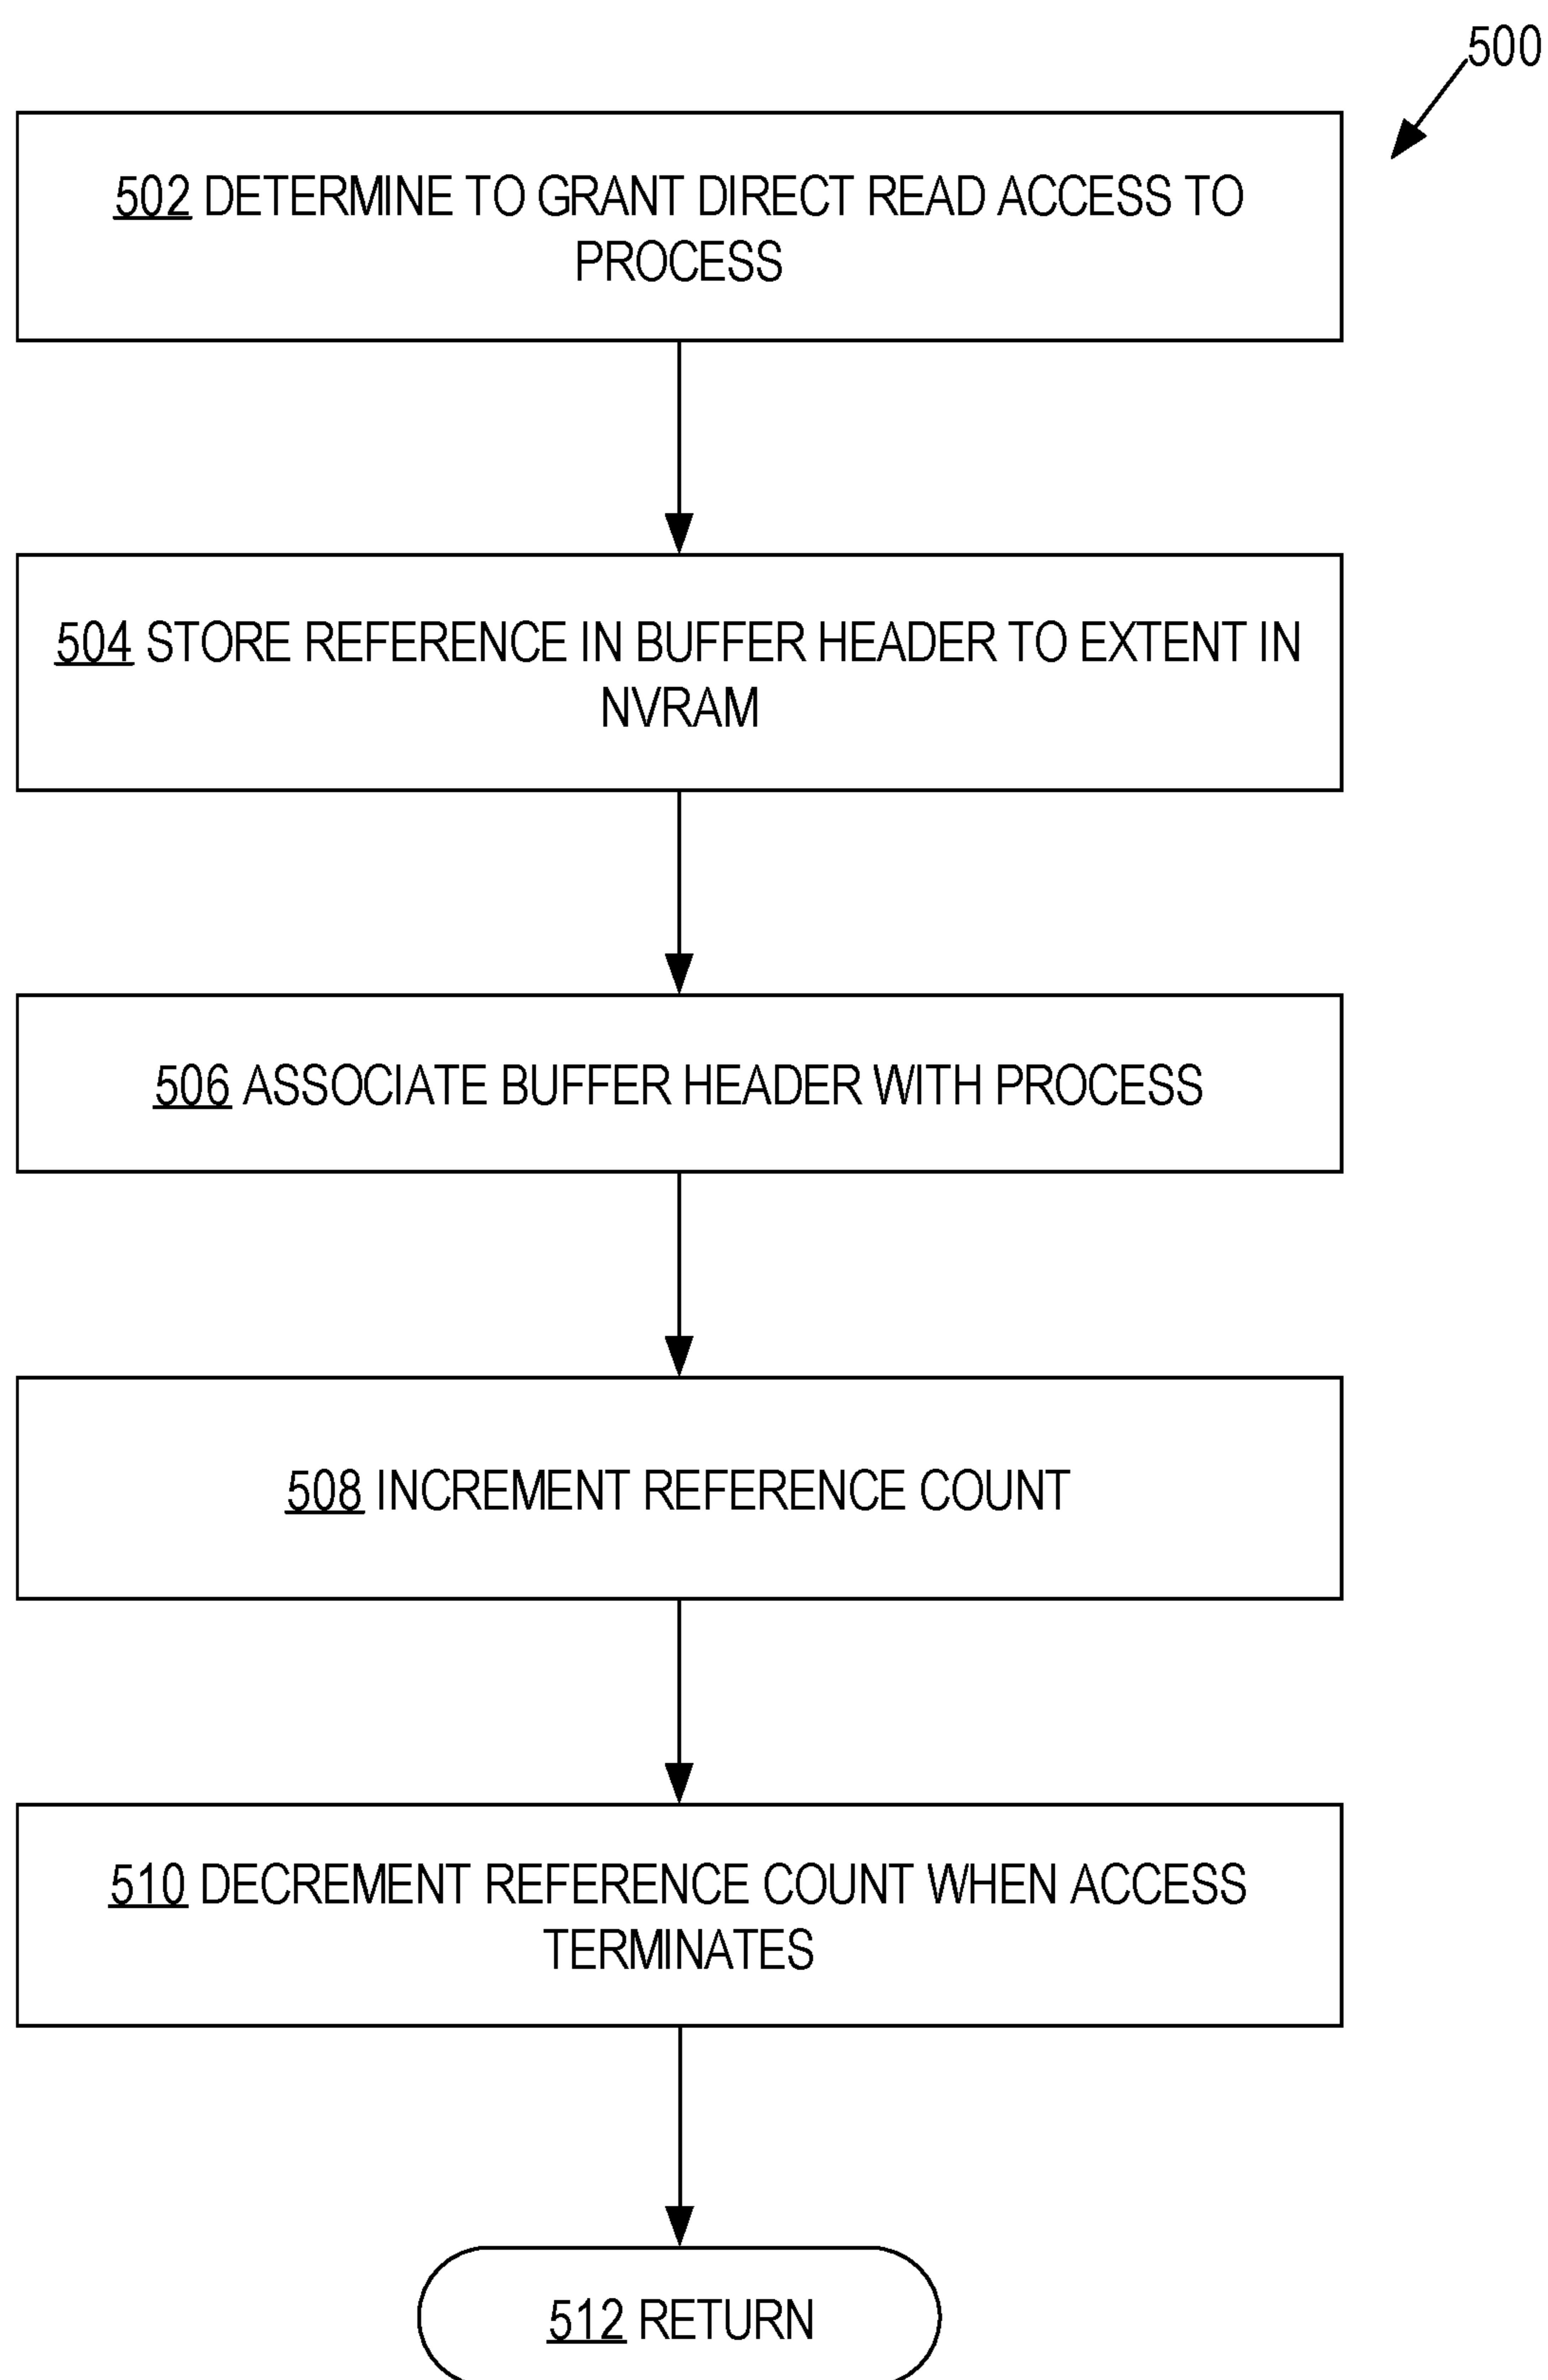 500
502 DETERMINE TO GRANT DIRECT READ ACCESS TO
PROCESS
504 STORE REFERENCE IN BUFFER HEADER TO EXTENT IN
NVRAM
506 ASSOCIATE BUFFER HEADER WITH PROCESS
508 INCREMENT REFERENCE COUNT
510 DECREMENT REFERENCE COUNT WHEN ACCESS
TERMINATES
512 RETURN